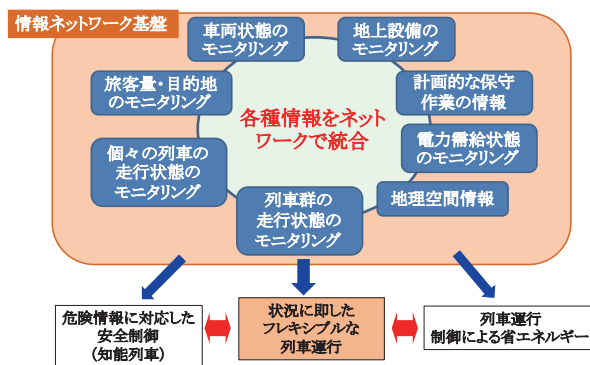 情報ネットワーク基盤
車両状態の
モニタリング
地上設備の
モニタリング
旅客量・目的地
のモニタリング
計画的な保守
作業の情報
各種情報をネット
ワークで統合
個々の列車の
走行状態の
モニタリング
電力需給状態
のモニタリング
列車群の
走行状態の
モニタリング
地理空間情報
危険情報に対応した
安全制御
(知能列車)
状況に即した
フレキシブルな
列車運行
列車運行
制御による省エネルギー